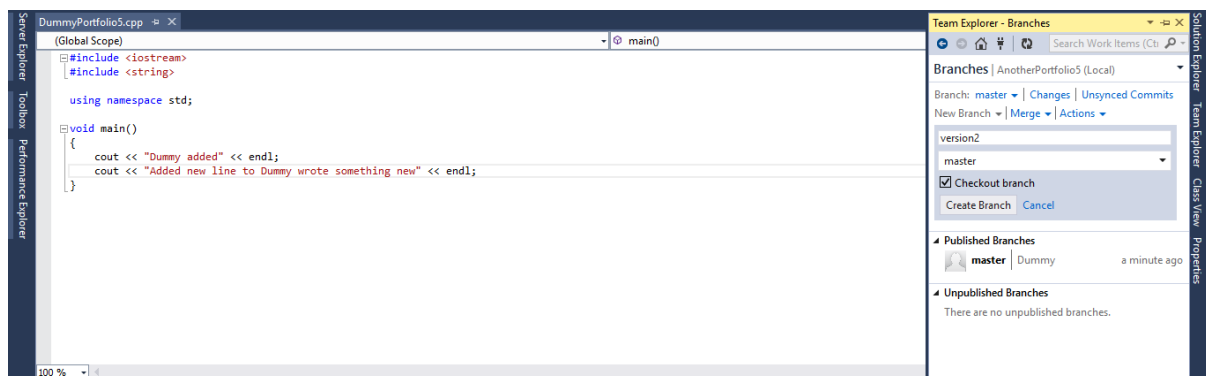 Server Explorer
Toolbox
Performance Explorer
DummyPortfolio5.cpp
(Global Scope)
main()
#include <iostream>
#include <string>
using namespace std;
void main()
{
cout << "Dummy added" << endl;
cout << "Added new line to Dummy wrote something new" << endl;
}
100 %
Team Explorer - Branches
Search Work Items (Ct
Branches | AnotherPortfolio5 (Local)
Branch: master | Changes | Unsynced Commits
New Branch | Merge | Actions
version2
master
Checkout branch
Create Branch Cancel
Published Branches
master | Dummy a minute ago
Unpublished Branches
There are no unpublished branches.
Solution Explorer
Team Explorer
Class View
Properties